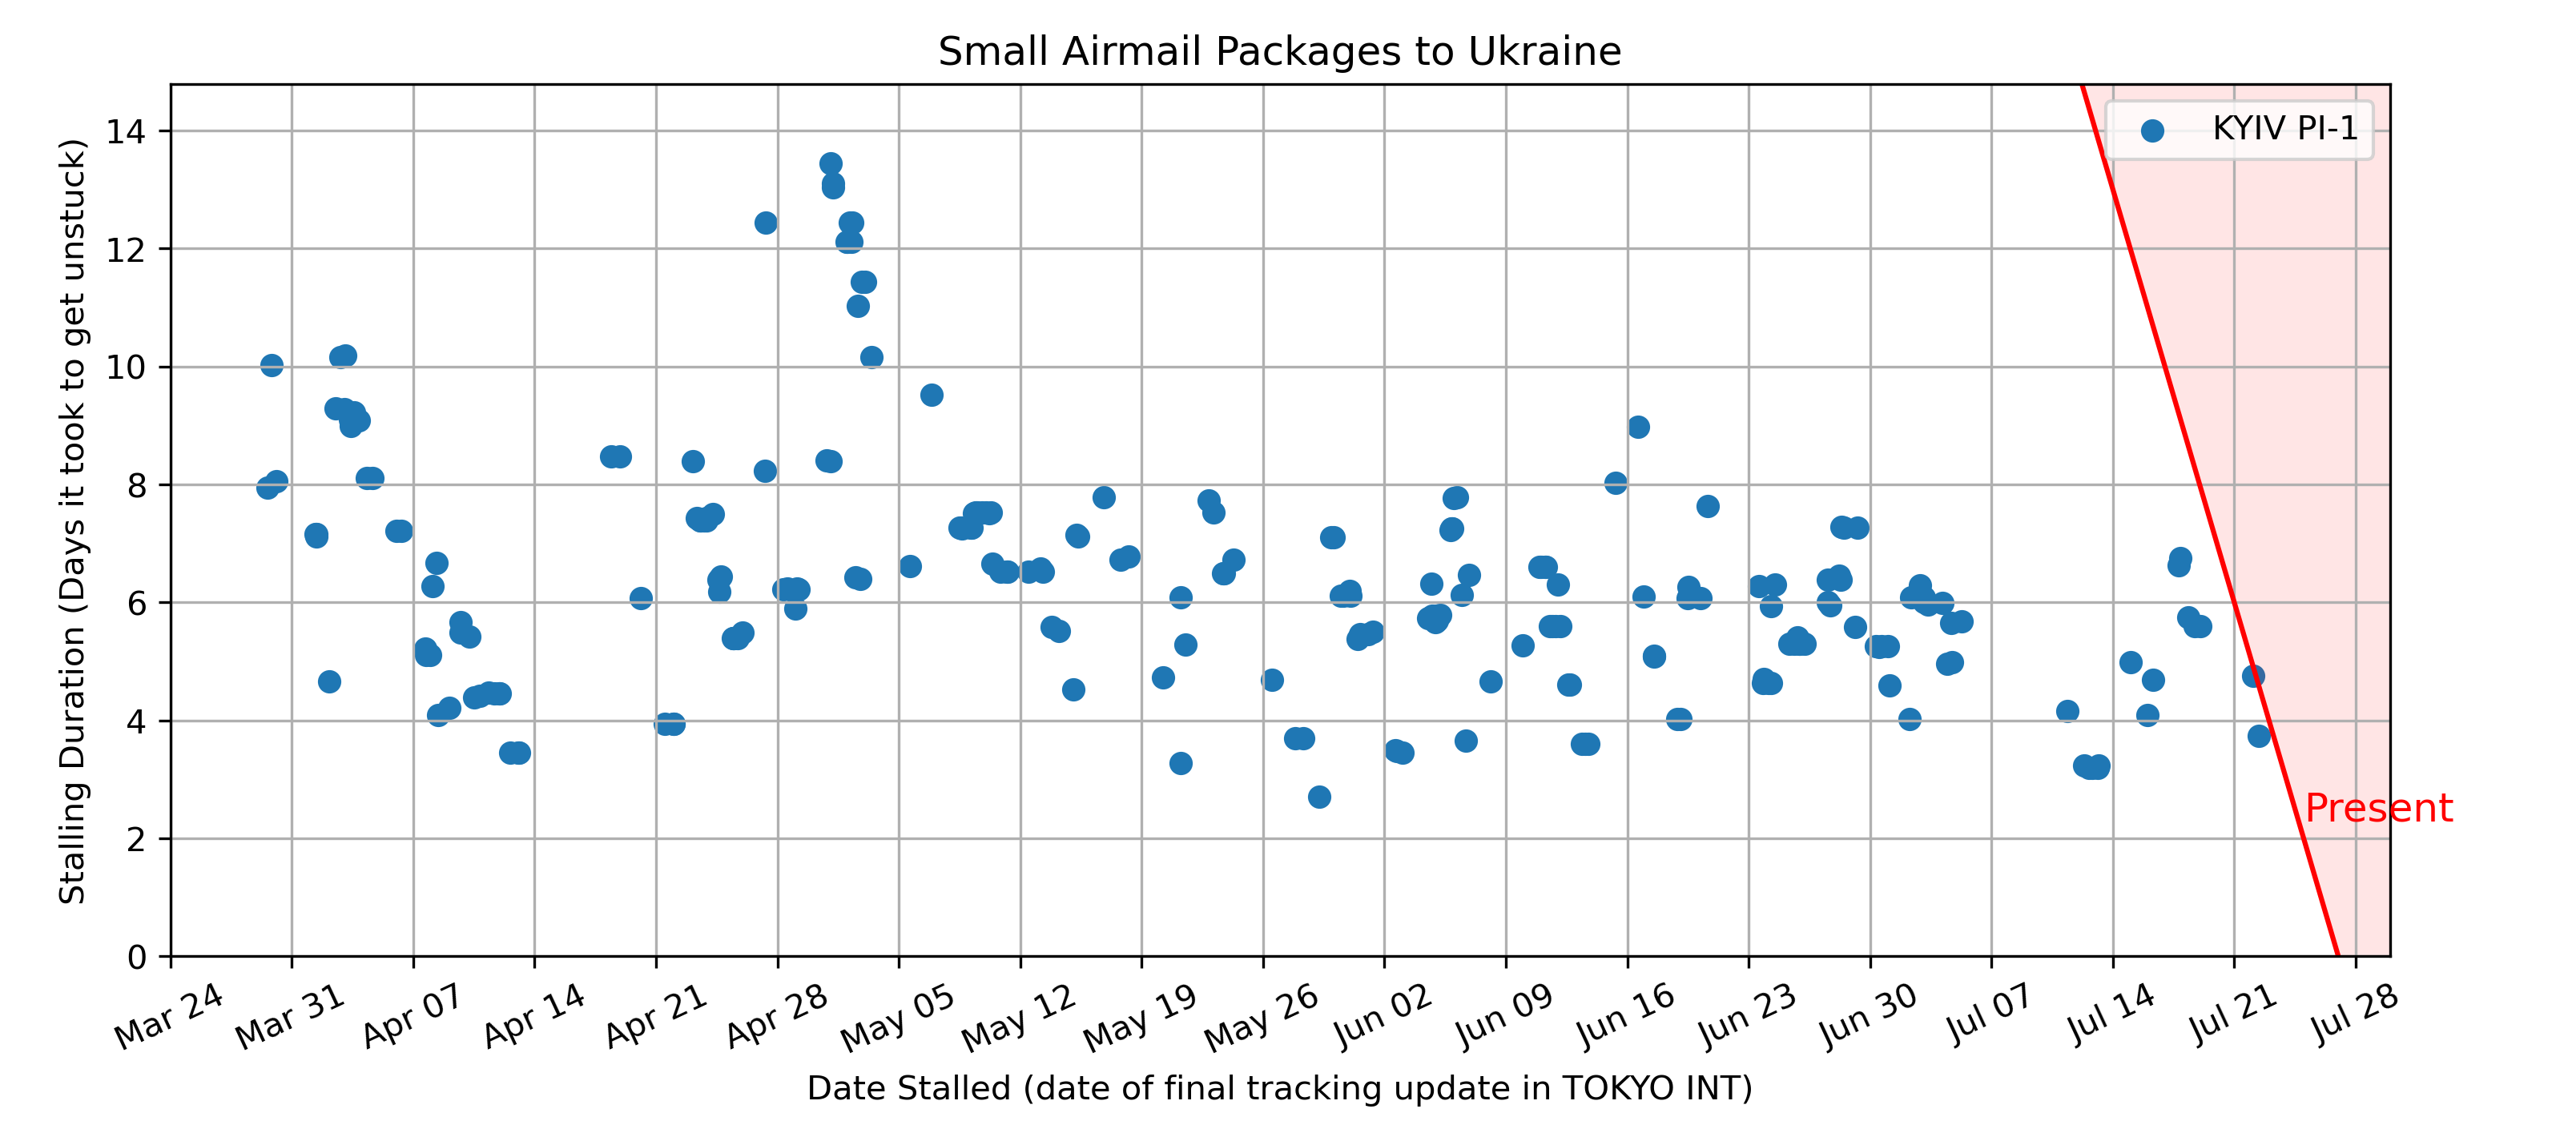 Small Airmail Packages to Ukraine
KYIV PI-1
Stalling Duration (Days it took to get unstuck)
14
12
10
8
6
4
2
0
Present
Mar 24
Mar 31
Apr 07
Apr 14
Apr 21
Apr 28
May 05
May 12
May 19
May 26
Jun 02
Jun 09
Jun 16
Jun 23
Jun 30
Jul 07
Jul 14
Jul 21
Jul 28
Date Stalled (date of final tracking update in TOKYO INT)